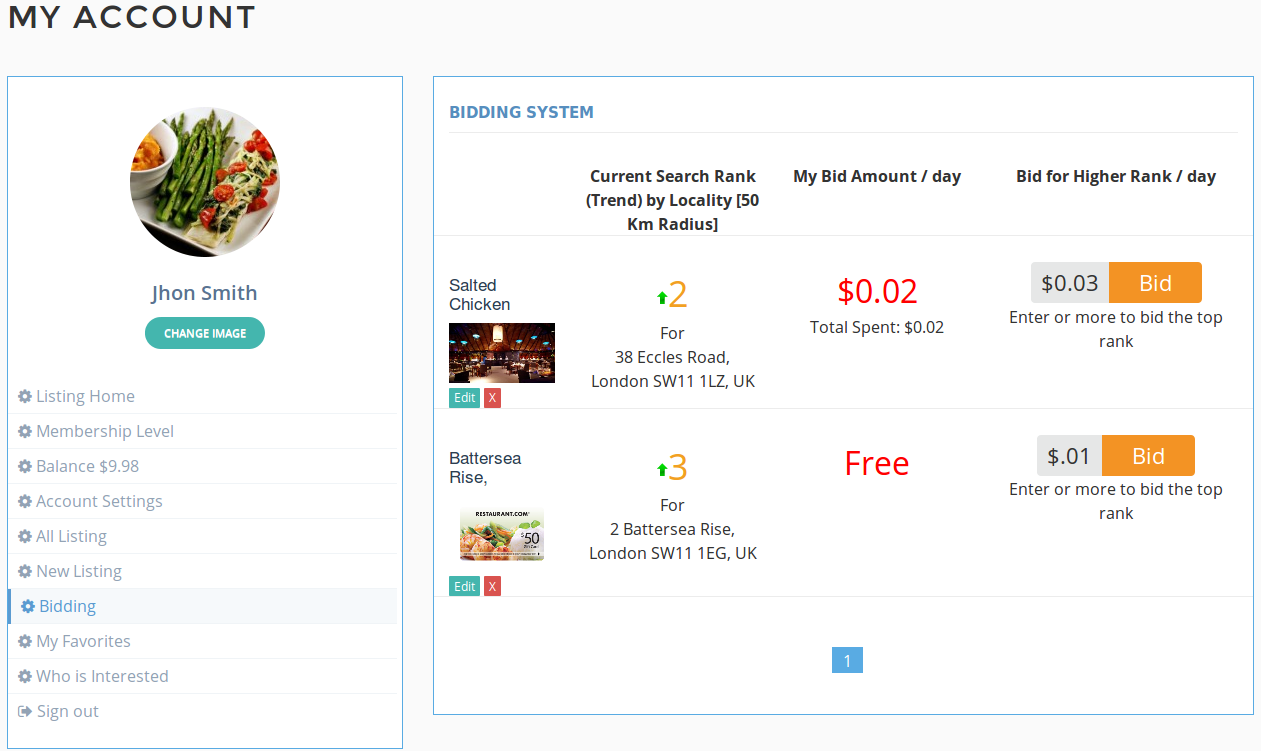 MY ACCOUNT
Jhon Smith
CHANGE IMAGE
Listing Home
Membership Level
Balance $9.98
Account Settings
All Listing
New Listing
Bidding
My Favorites
Who is Interested
Sign out
BIDDING SYSTEM
Current Search Rank
(Trend) by Locality [50
Km Radius]
My Bid Amount / day
Bid for Higher Rank / day
Salted
Chicken
Edit X
2
For
38 Eccles Road,
London SW11 1LZ, UK
$0.02
Total Spent: $0.02
$0.03 Bid
Enter or more to bid the top
rank
Battersea
Rise,
RESTAURANT.COM
$50
Edit X
3
For
2 Battersea Rise,
London SW11 1EG, UK
Free
$.01 Bid
Enter or more to bid the top
rank
1